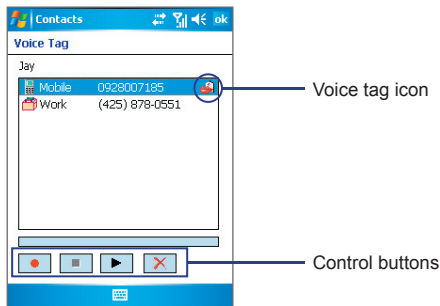 Contacts ok
Voice Tag
Jay
Mobile 0928007185
Work (425) 878-0551
Voice tag icon
Control buttons